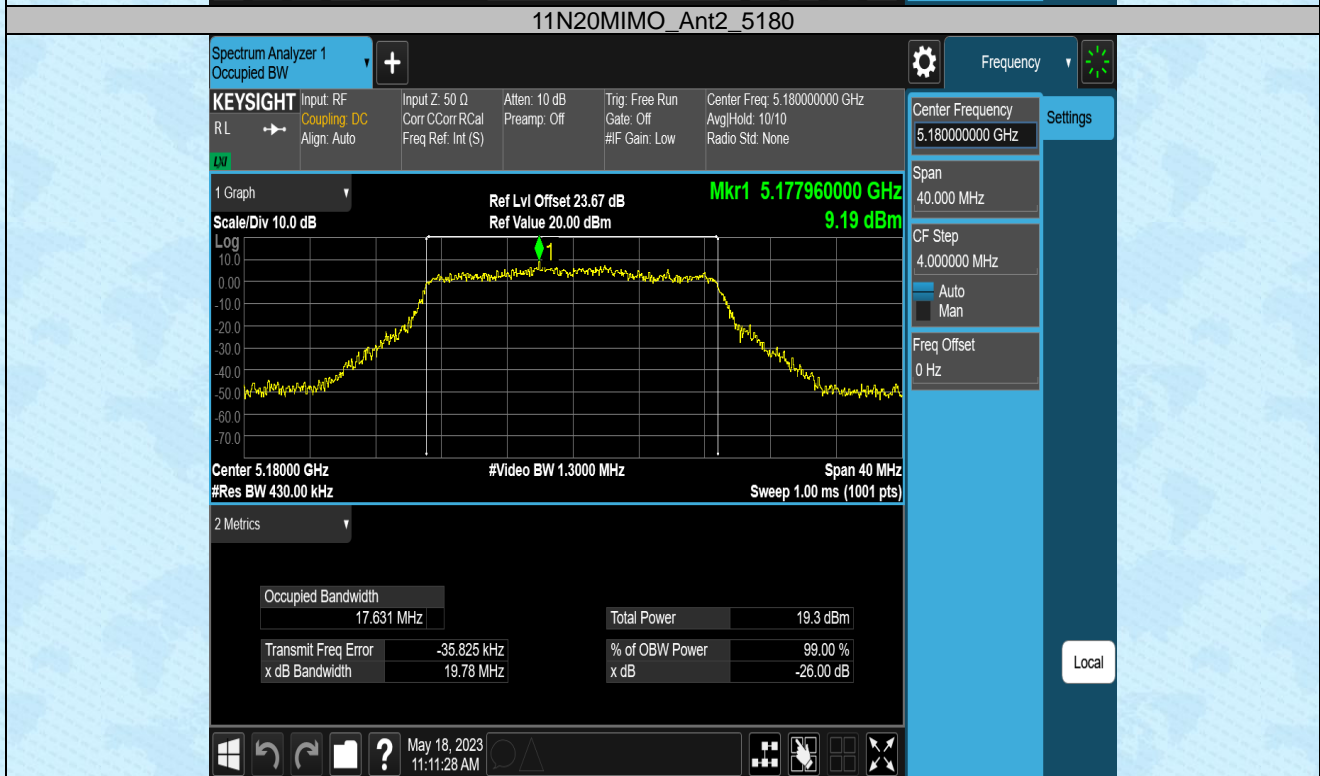 11N20MIMO_Ant2_5180
Spectrum Analyzer 1
Occupied BW
Frequency
KEYSIGHT
R L
LXI
Input: RF
Coupling: DC
Align: Auto
Input Z: 50 Ω
Corr CCorr RCal
Freq Ref: Int (S)
Atten: 10 dB
Preamp: Off
Trig: Free Run
Gate: Off
#IF Gain: Low
Center Freq: 5.180000000 GHz
Avg|Hold: 10/10
Radio Std: None
Center Frequency
5.180000000 GHz
Settings
Span
40.000 MHz
CF Step
4.000000 MHz
Auto
Man
Freq Offset
0 Hz
Local
1 Graph
Scale/Div 10.0 dB
Ref Lvl Offset 23.67 dB
Ref Value 20.00 dBm
Mkr1 5.177960000 GHz
9.19 dBm
Log
10.0
0.00
-10.0
-20.0
-30.0
-40.0
-50.0
-60.0
-70.0
1
Center 5.18000 GHz
#Res BW 430.00 kHz
#Video BW 1.3000 MHz
Span 40 MHz
Sweep 1.00 ms (1001 pts)
2 Metrics
Occupied Bandwidth
17.631 MHz
Total Power 19.3 dBm
Transmit Freq Error -35.825 kHz
% of OBW Power 99.00 %
x dB Bandwidth 19.78 MHz
x dB -26.00 dB
?
May 18, 2023
11:11:28 AM